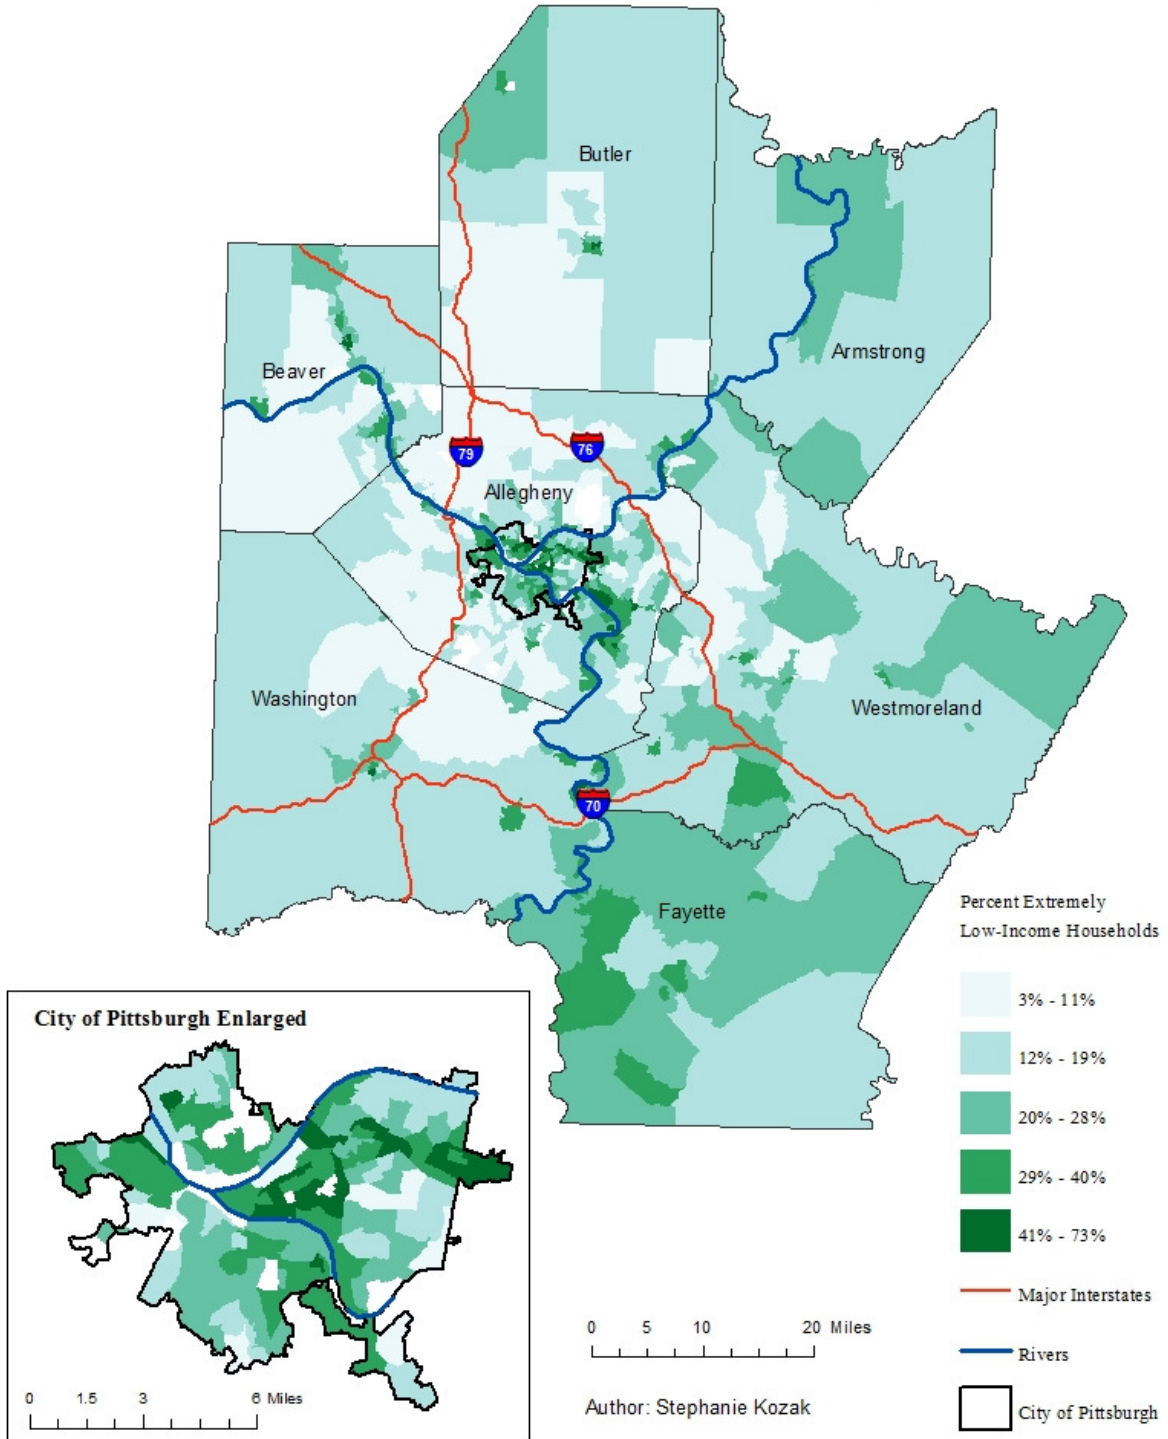 Butler
Armstrong
Beaver
79
76
Allegheny
Washington
Westmoreland
70
Fayette
Percent Extremely
Low-Income Households
3% - 11%
12% - 19%
20% - 28%
29% - 40%
41% - 73%
Major Interstates
Rivers
City of Pittsburgh
City of Pittsburgh Enlarged
0 1.5 3 6 Miles
0 5 10 20 Miles
Author: Stephanie Kozak